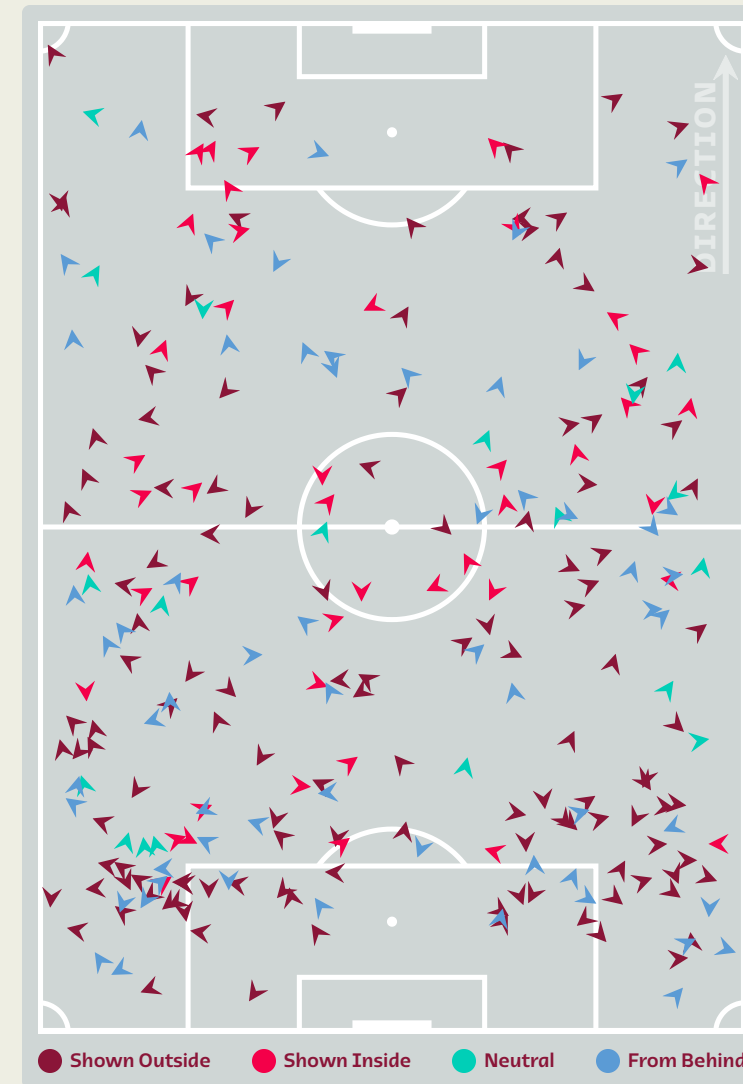 DIRECTION
Shown Outside
Shown Inside
Neutral
From Behind